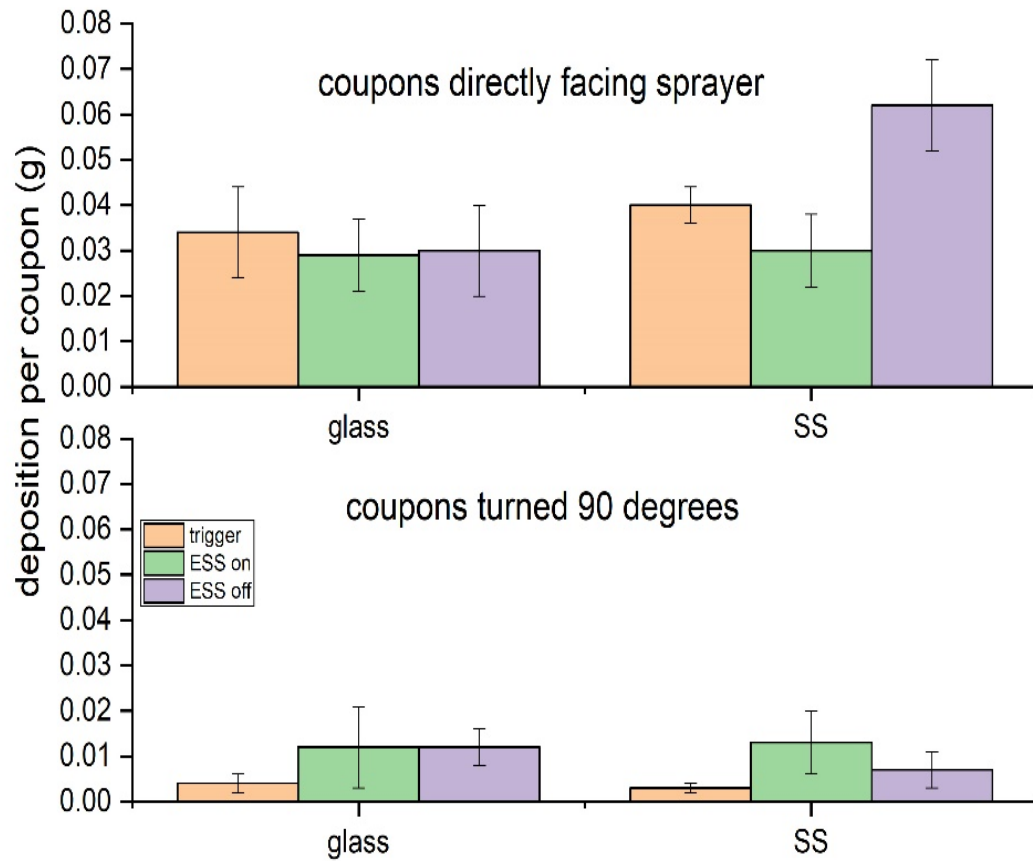 deposition per coupon (g)
0.08
0.07
0.06
0.05
0.04
0.03
0.02
0.01
0.00
coupons directly facing sprayer
glass SS
0.08
0.07
0.06
0.05
0.04
0.03
0.02
0.01
0.00
coupons turned 90 degrees
trigger
ESS on
ESS off
glass SS